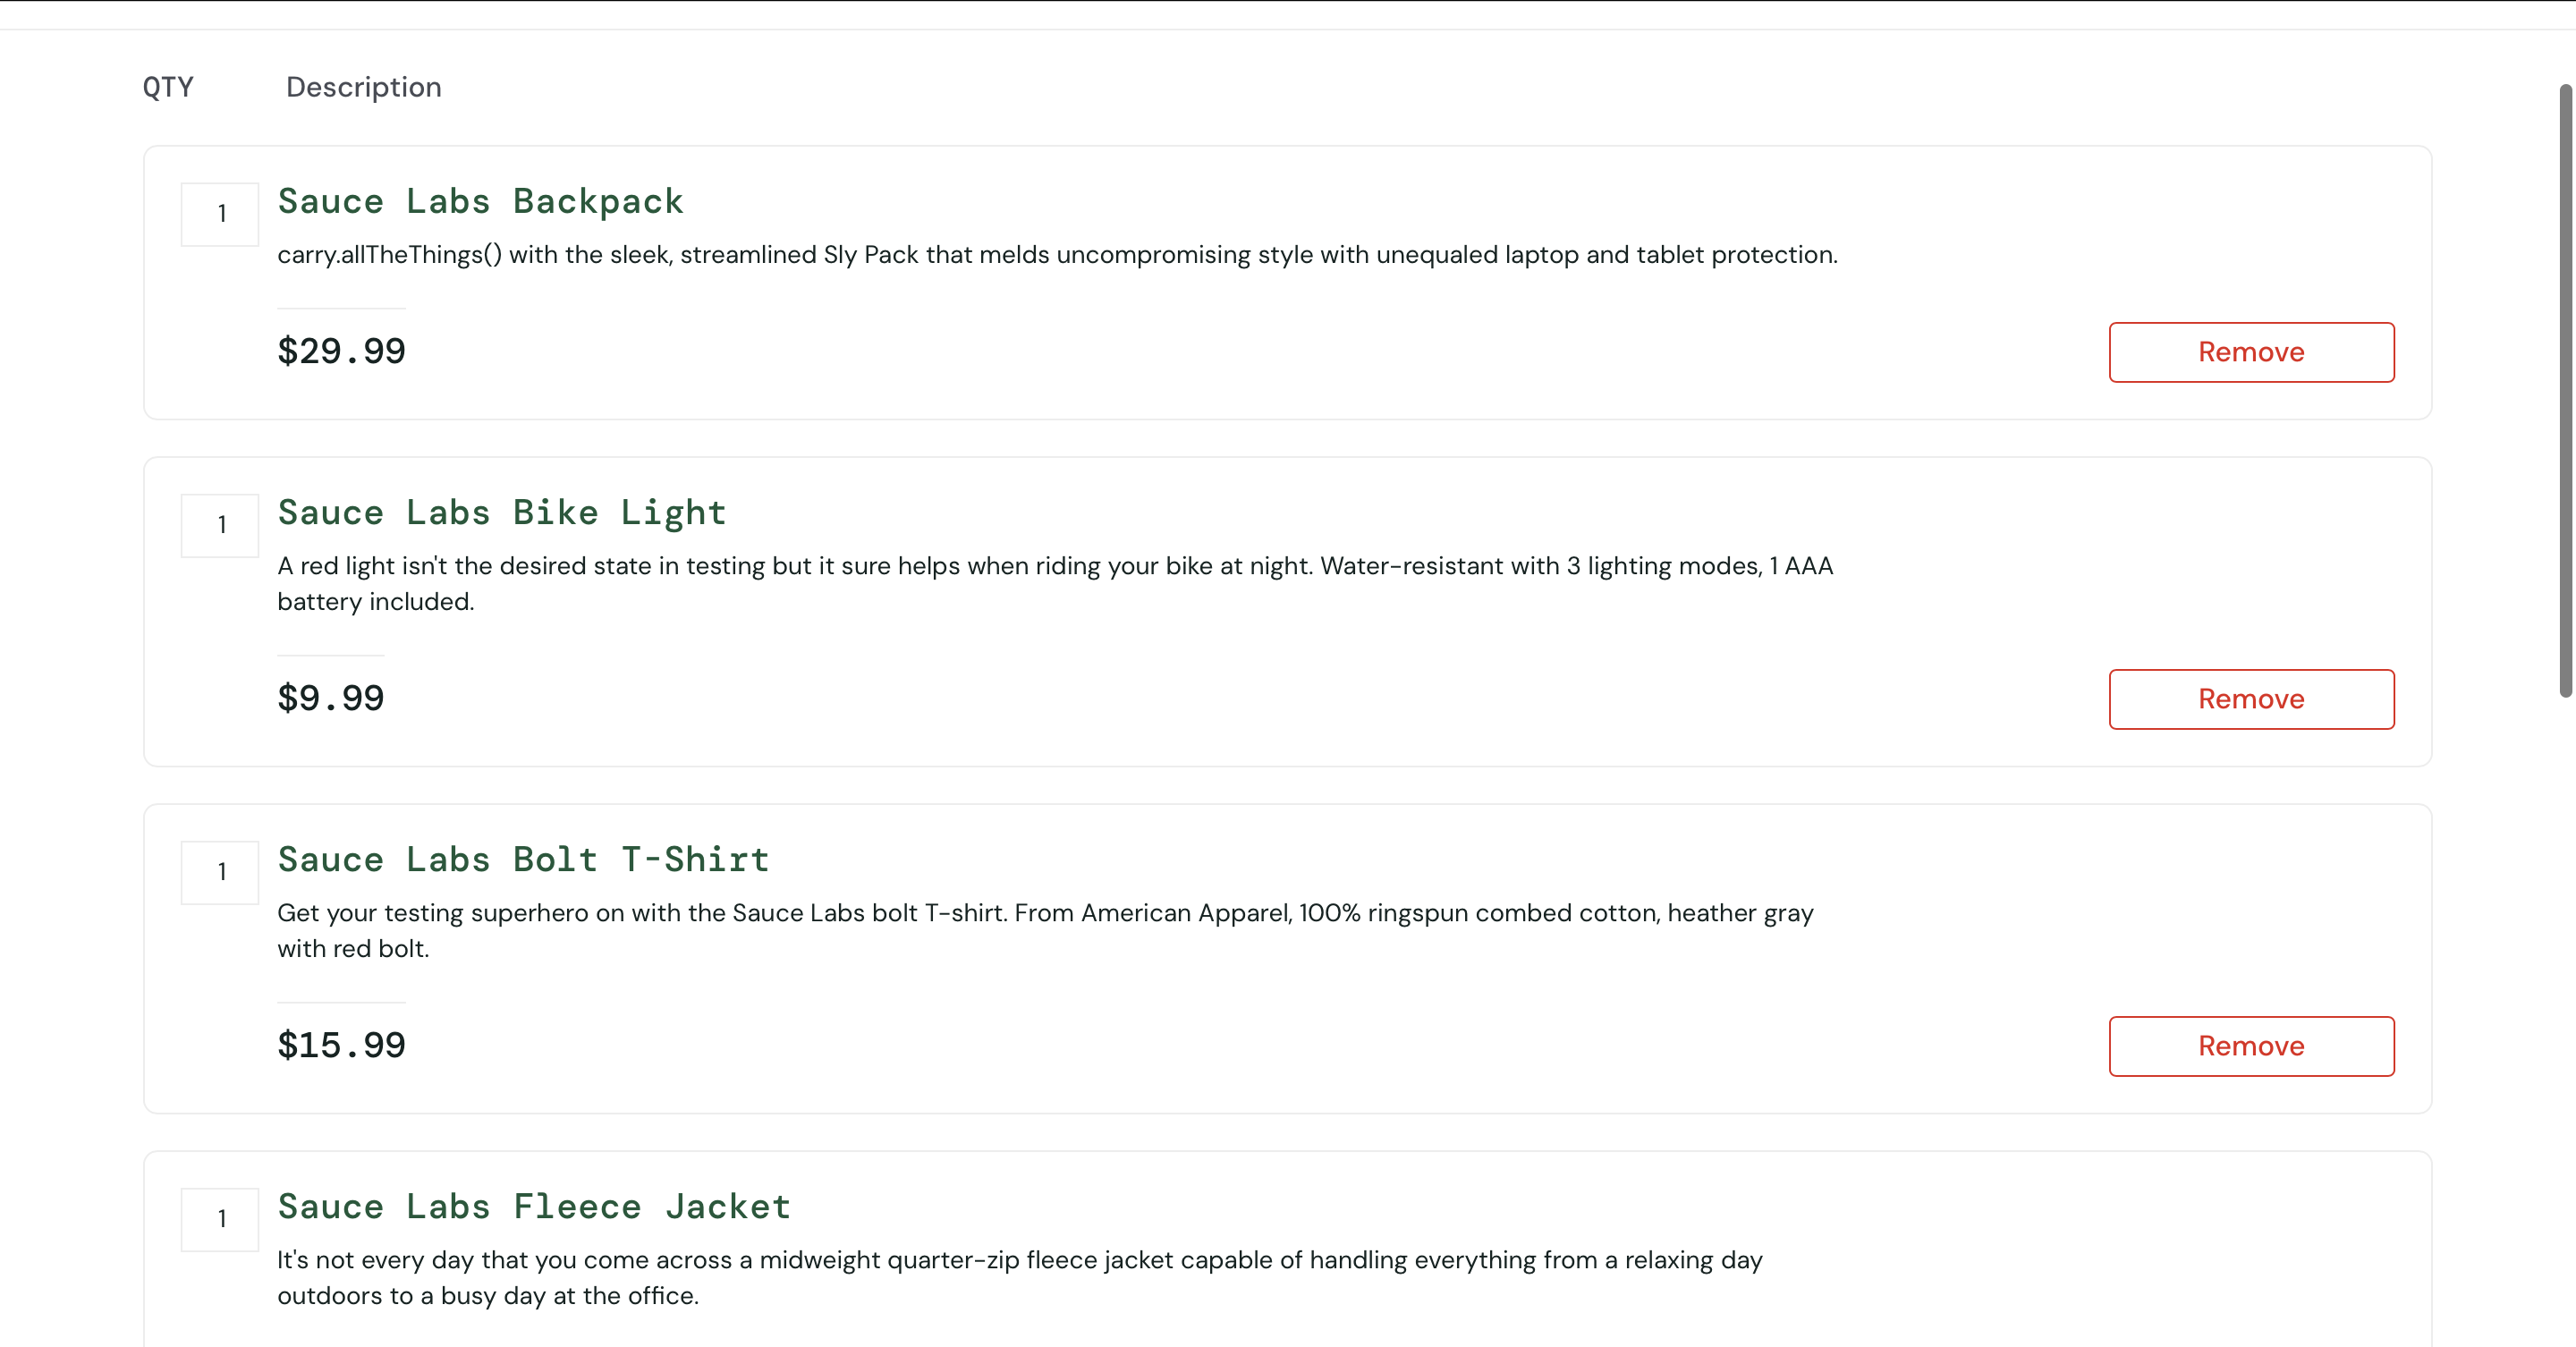 QTY Description
1 Sauce Labs Backpack
carry.allTheThings() with the sleek, streamlined Sly Pack that melds uncompromising style with unequaled laptop and tablet protection.
$29.99 Remove
1 Sauce Labs Bike Light
A red light isn't the desired state in testing but it sure helps when riding your bike at night. Water-resistant with 3 lighting modes, 1 AAA
battery included.
$9.99 Remove
1 Sauce Labs Bolt T-Shirt
Get your testing superhero on with the Sauce Labs bolt T-shirt. From American Apparel, 100% ringspun combed cotton, heather gray
with red bolt.
$15.99 Remove
1 Sauce Labs Fleece Jacket
It's not every day that you come across a midweight quarter-zip fleece jacket capable of handling everything from a relaxing day
outdoors to a busy day at the office.